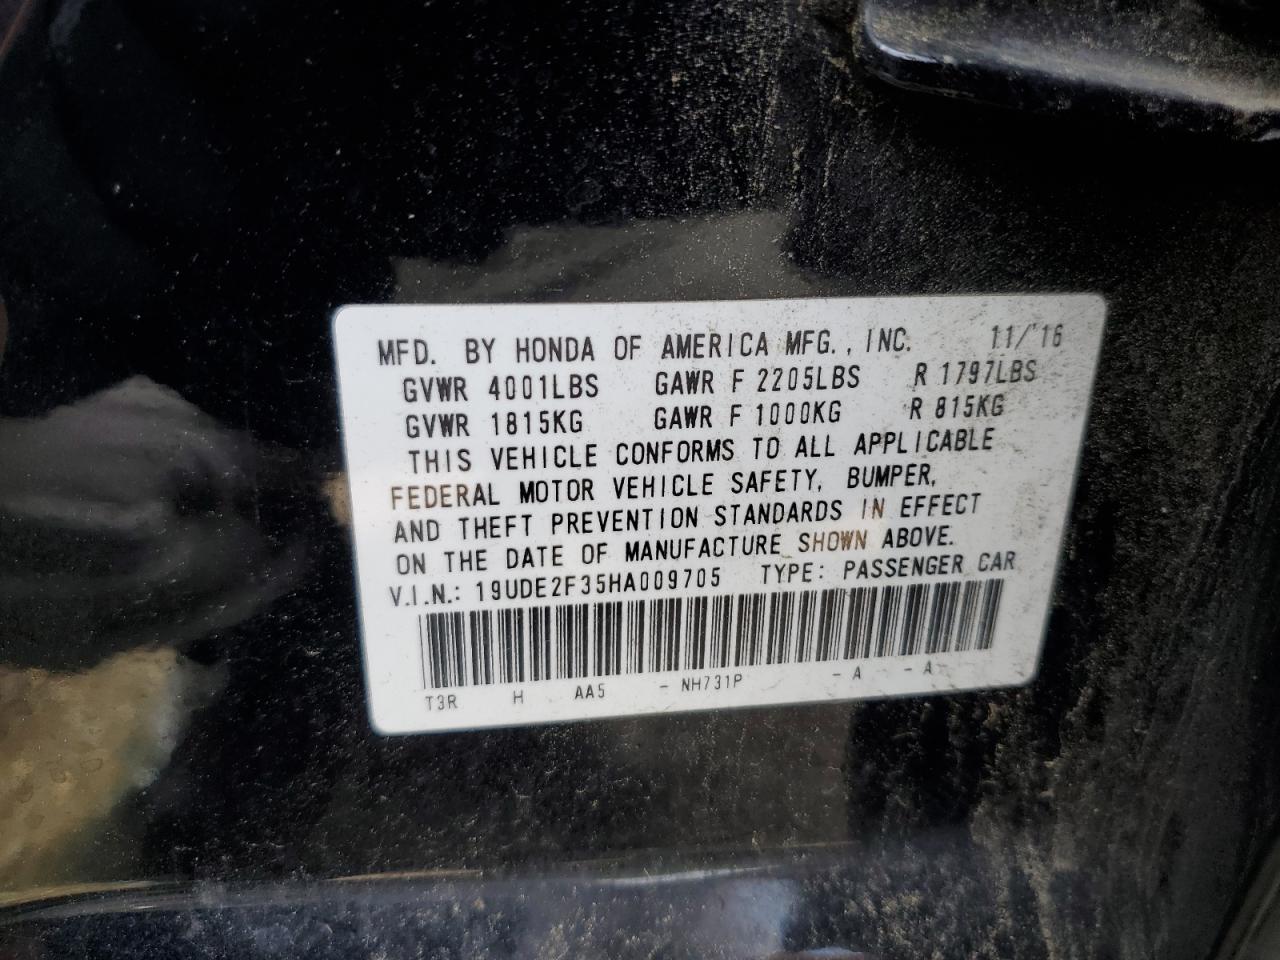 MFD. BY HONDA OF AMERICA MFG., INC. 11/'16
GVWR 4001LBS GAWR F 2205LBS R 1797LBS
GVWR 1815KG GAWR F 1000KG R 815KG
THIS VEHICLE CONFORMS TO ALL APPLICABLE
FEDERAL MOTOR VEHICLE SAFETY, BUMPER,
AND THEFT PREVENTION STANDARDS IN EFFECT
ON THE DATE OF MANUFACTURE SHOWN ABOVE.
V.I.N.: 19UDE2F35HA009705 TYPE: PASSENGER CAR
T3R H AA5 - NH731P - A - A